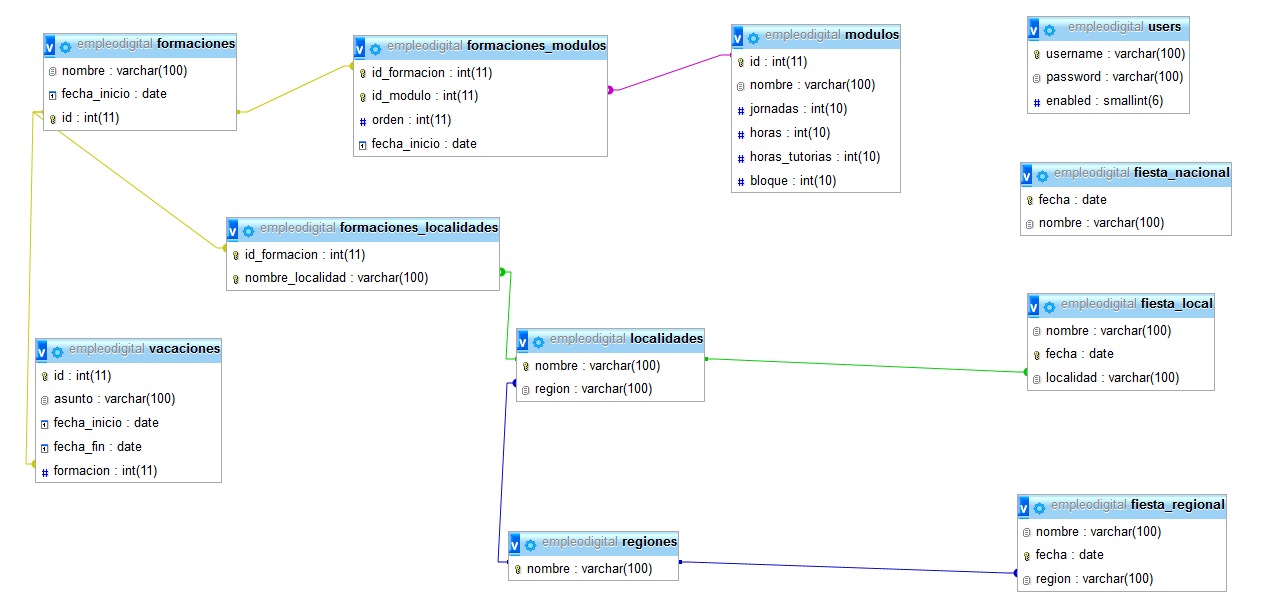 empleodigital formaciones
nombre : varchar(100)
fecha_inicio : date
id : int(11)
empleodigital formaciones_modulos
id_formacion : int(11)
id_modulo : int(11)
orden : int(11)
fecha_inicio : date
empleodigital modulos
id : int(11)
nombre : varchar(100)
jornadas : int(10)
horas : int(10)
horas_tutorias : int(10)
bloque : int(10)
empleodigital users
username : varchar(100)
password : varchar(100)
enabled : smallint(6)
empleodigital fiesta_nacional
fecha : date
nombre : varchar(100)
empleodigital formaciones_localidades
id_formacion : int(11)
nombre_localidad : varchar(100)
empleodigital fiesta_local
nombre : varchar(100)
fecha : date
localidad : varchar(100)
empleodigital vacaciones
id : int(11)
asunto : varchar(100)
fecha_inicio : date
fecha_fin : date
formacion : int(11)
empleodigital localidades
nombre : varchar(100)
region : varchar(100)
empleodigital regiones
nombre : varchar(100)
empleodigital fiesta_regional
nombre : varchar(100)
fecha : date
region : varchar(100)